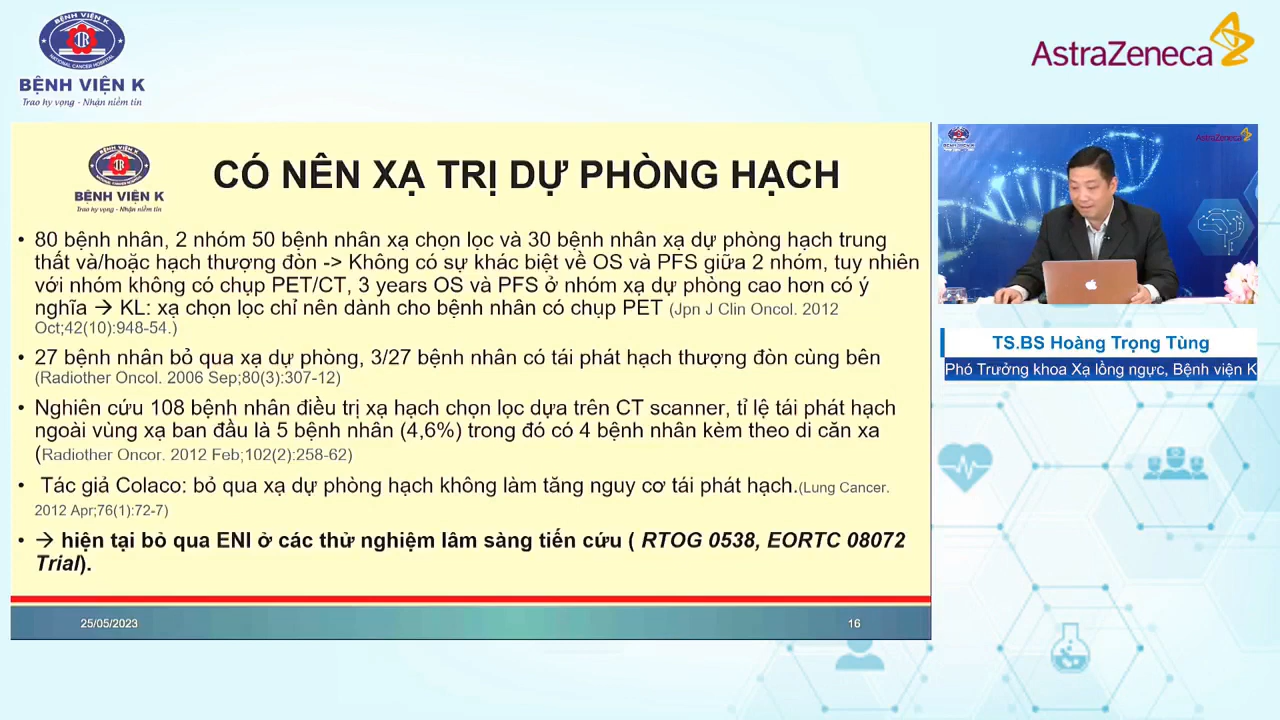 BỆNH VIỆN K
Trao hy vọng - Nhận niềm tin
AstraZeneca
BỆNH VIỆN K
Trao hy vọng - Nhận niềm tin
CÓ NÊN XẠ TRỊ DỰ PHÒNG HẠCH
• 80 bệnh nhân, 2 nhóm 50 bệnh nhân xạ chọn lọc và 30 bệnh nhân xạ dự phòng hạch trung
thất và/hoặc hạch thượng đòn -> Không có sự khác biệt về OS và PFS giữa 2 nhóm, tuy nhiên
với nhóm không có chụp PET/CT, 3 years OS và PFS ở nhóm xạ dự phòng cao hơn có ý
nghĩa → KL: xạ chọn lọc chỉ nên dành cho bệnh nhân có chụp PET (Jpn J Clin Oncol. 2012
Oct;42(10):948-54.)
• 27 bệnh nhân bỏ qua xạ dự phòng, 3/27 bệnh nhân có tái phát hạch thượng đòn cùng bên
(Radiother Oncol. 2006 Sep;80(3):307-12)
• Nghiên cứu 108 bệnh nhân điều trị xạ hạch chọn lọc dựa trên CT scanner, tỉ lệ tái phát hạch
ngoài vùng xạ ban đầu là 5 bệnh nhân (4,6%) trong đó có 4 bệnh nhân kèm theo di căn xa
(Radiother Oncor. 2012 Feb;102(2):258-62)
• Tác giả Colaco: bỏ qua xạ dự phòng hạch không làm tăng nguy cơ tái phát hạch.(Lung Cancer.
2012 Apr;76(1):72-7)
• → hiện tại bỏ qua ENI ở các thử nghiệm lâm sàng tiến cứu ( RTOG 0538, EORTC 08072
Trial).
25/05/2023
16
AstraZeneca
TS.BS Hoàng Trọng Tùng
Phó Trưởng khoa Xạ lồng ngực, Bệnh viện K